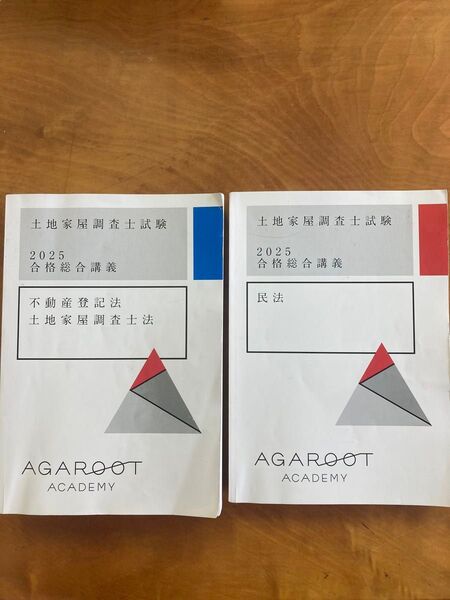 土地家屋調査士試験
2025
合格総合講義
不動産登記法
土地家屋調査士法
AGAROOT
ACADEMY
土地家屋調査士試験
2025
合格総合講義
民法
AGAROOT
ACADEMY